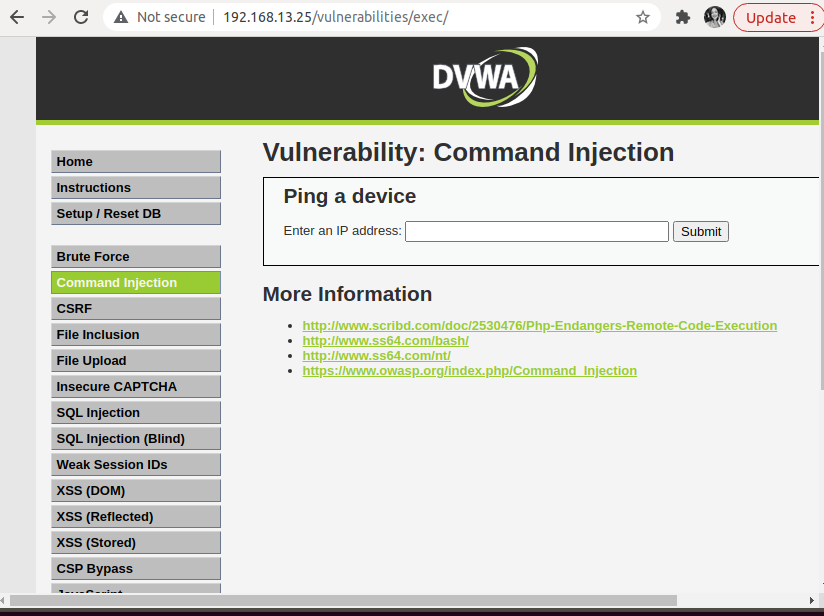 Not secure
192.168.13.25/vulnerabilities/exec/
Update
DVWA
Home
Instructions
Setup / Reset DB
Brute Force
Command Injection
CSRF
File Inclusion
File Upload
Insecure CAPTCHA
SQL Injection
SQL Injection (Blind)
Weak Session IDs
XSS (DOM)
XSS (Reflected)
XSS (Stored)
CSP Bypass
JavaScript
Vulnerability: Command Injection
Ping a device
Enter an IP address:
Submit
More Information
http://www.scribd.com/doc/2530476/Php-Endangers-Remote-Code-Execution
http://www.ss64.com/bash/
http://www.ss64.com/nt/
https://www.owasp.org/index.php/Command_Injection